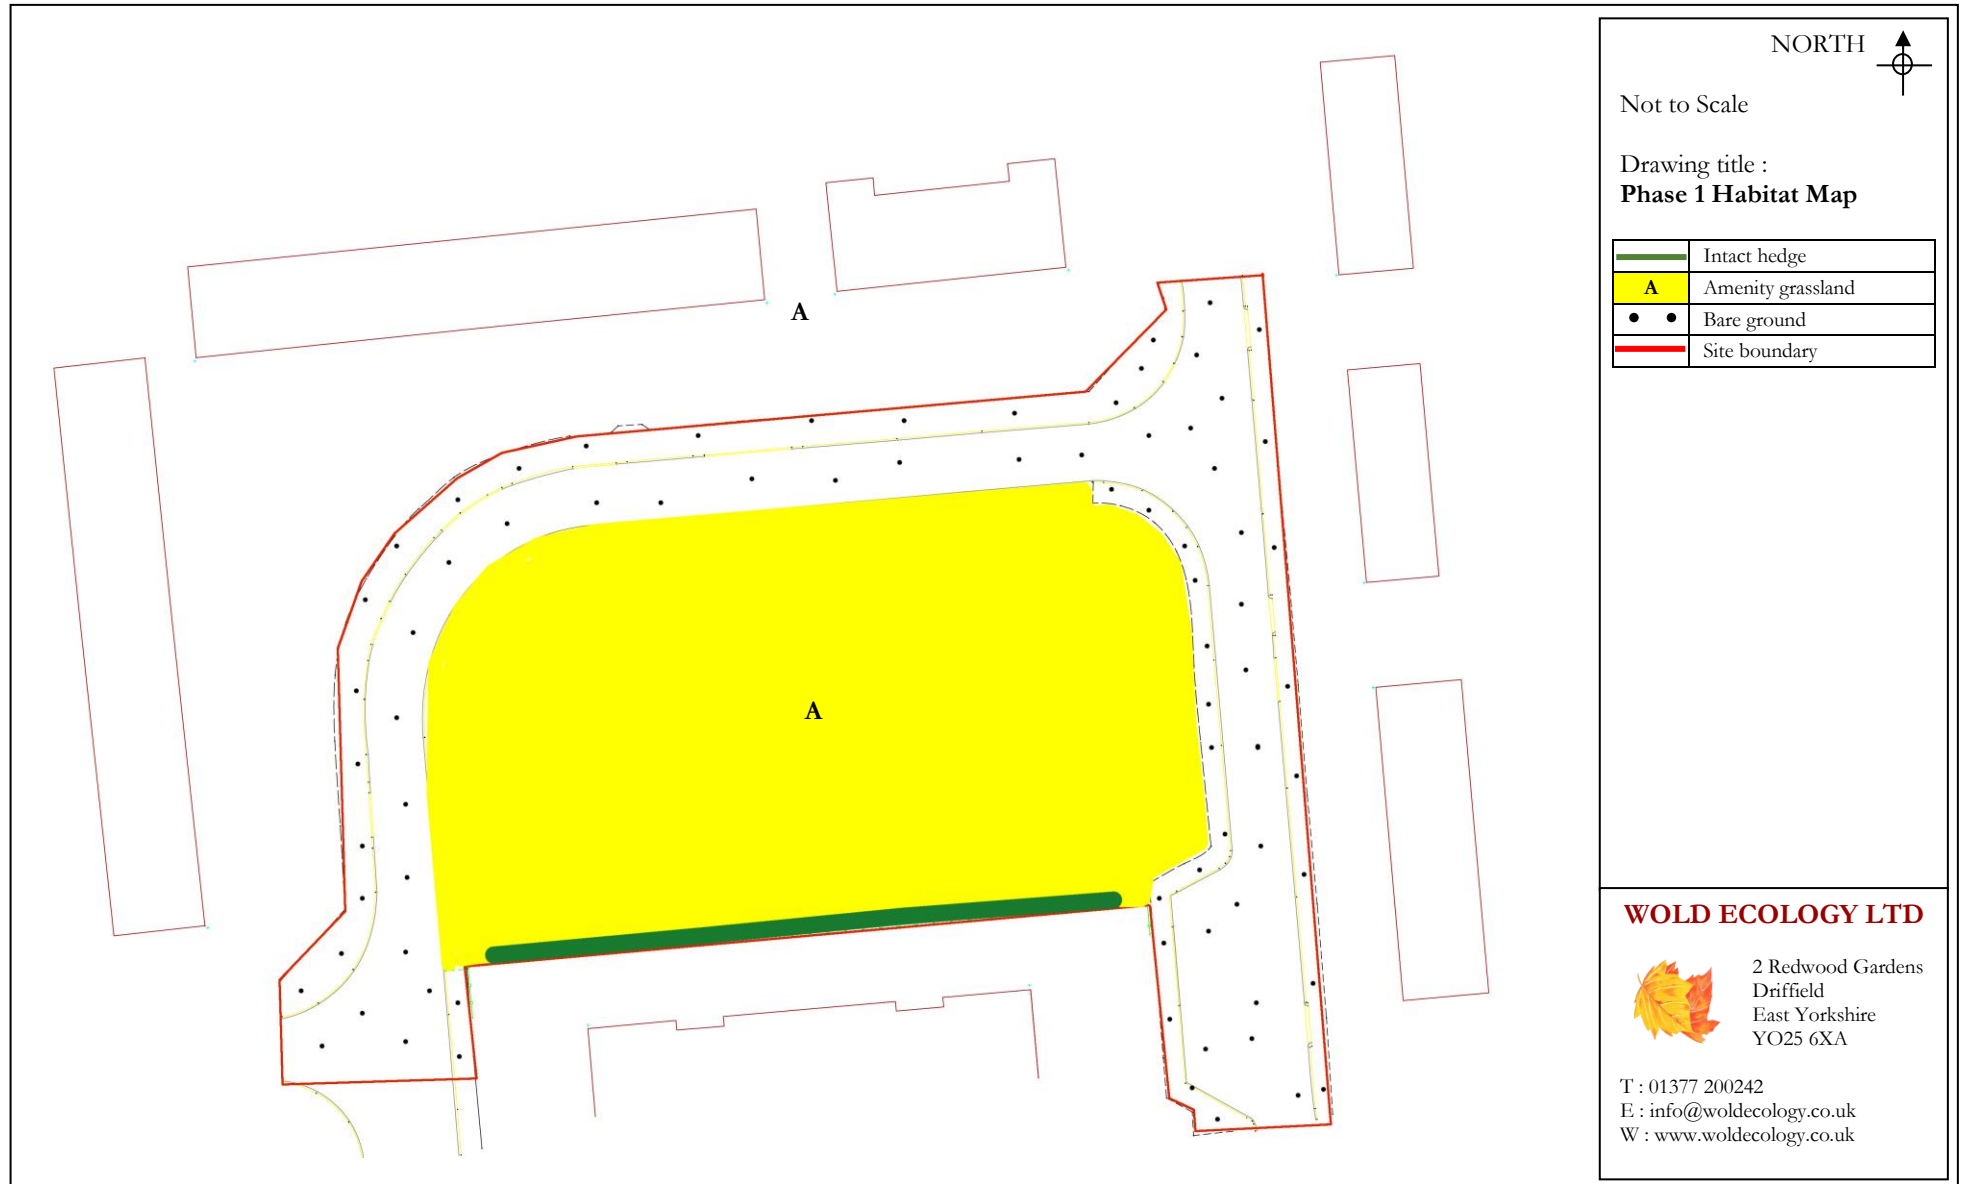 A
A
NORTH
Not to Scale
Drawing title :
Phase 1 Habitat Map
Intact hedge
A Amenity grassland
Bare ground
Site boundary
WOLD ECOLOGY LTD
2 Redwood Gardens
Driffield
East Yorkshire
YO25 6XA
T : 01377 200242
E : info@woldecology.co.uk
W : www.woldecology.co.uk